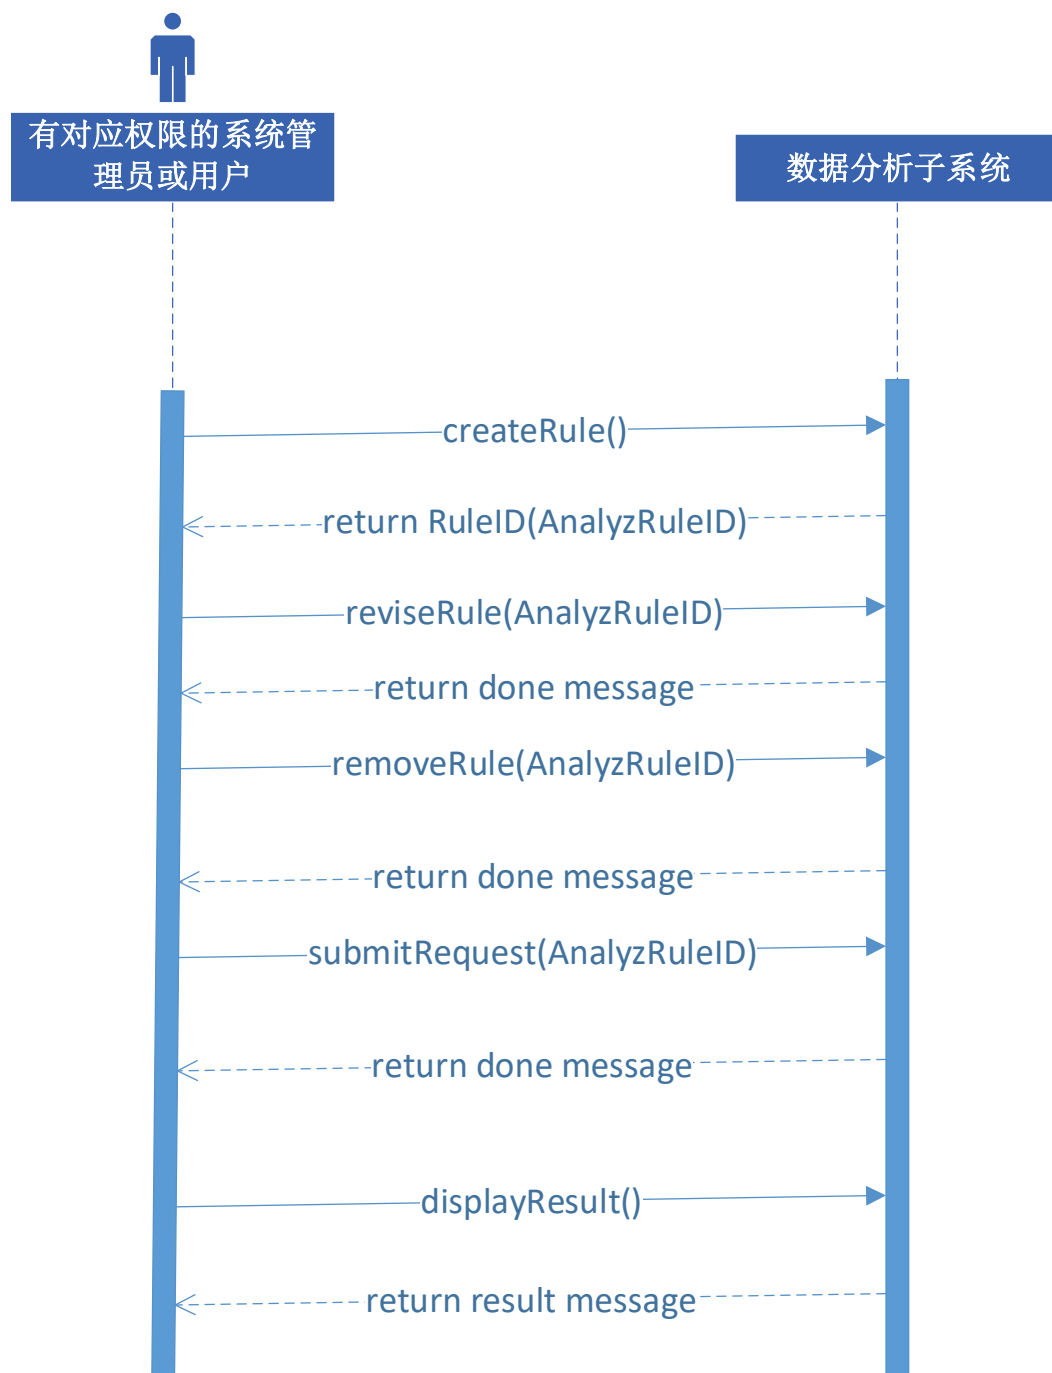 有对应权限的系统管
理员或用户
数据分析子系统
createRule()
return RuleID(AnalyzRuleID)
reviseRule(AnalyzRuleID)
return done message
removeRule(AnalyzRuleID)
return done message
submitRequest(AnalyzRuleID)
return done message
displayResult()
return result message